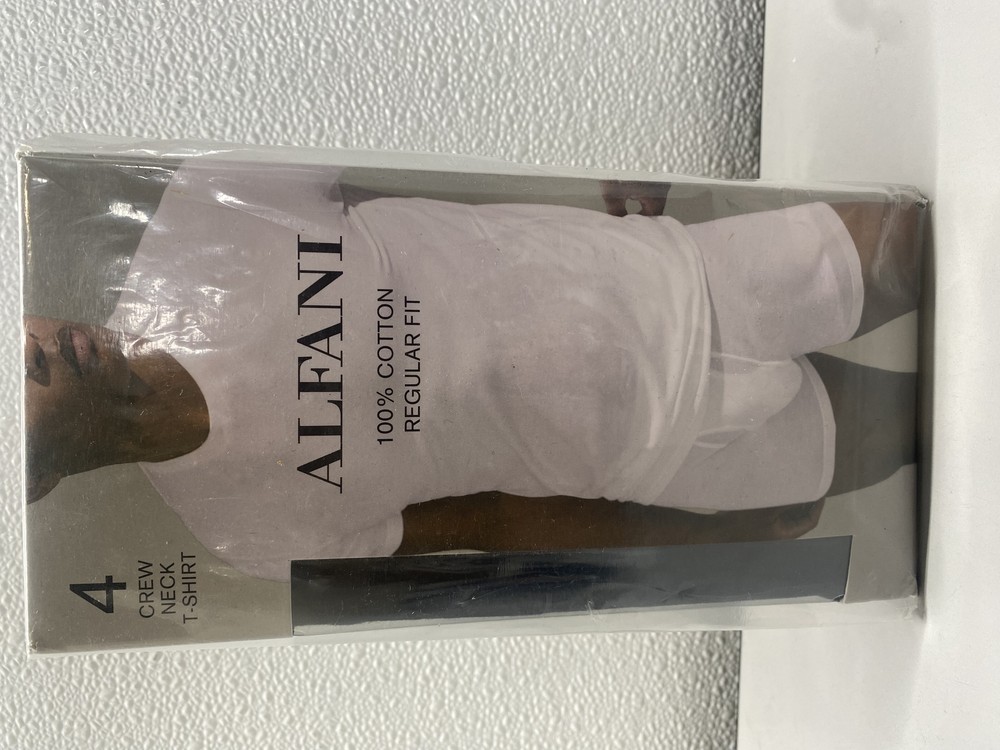 4
CREW
NECK
T-SHIRT
ALFANI
100% COTTON
REGULAR FIT